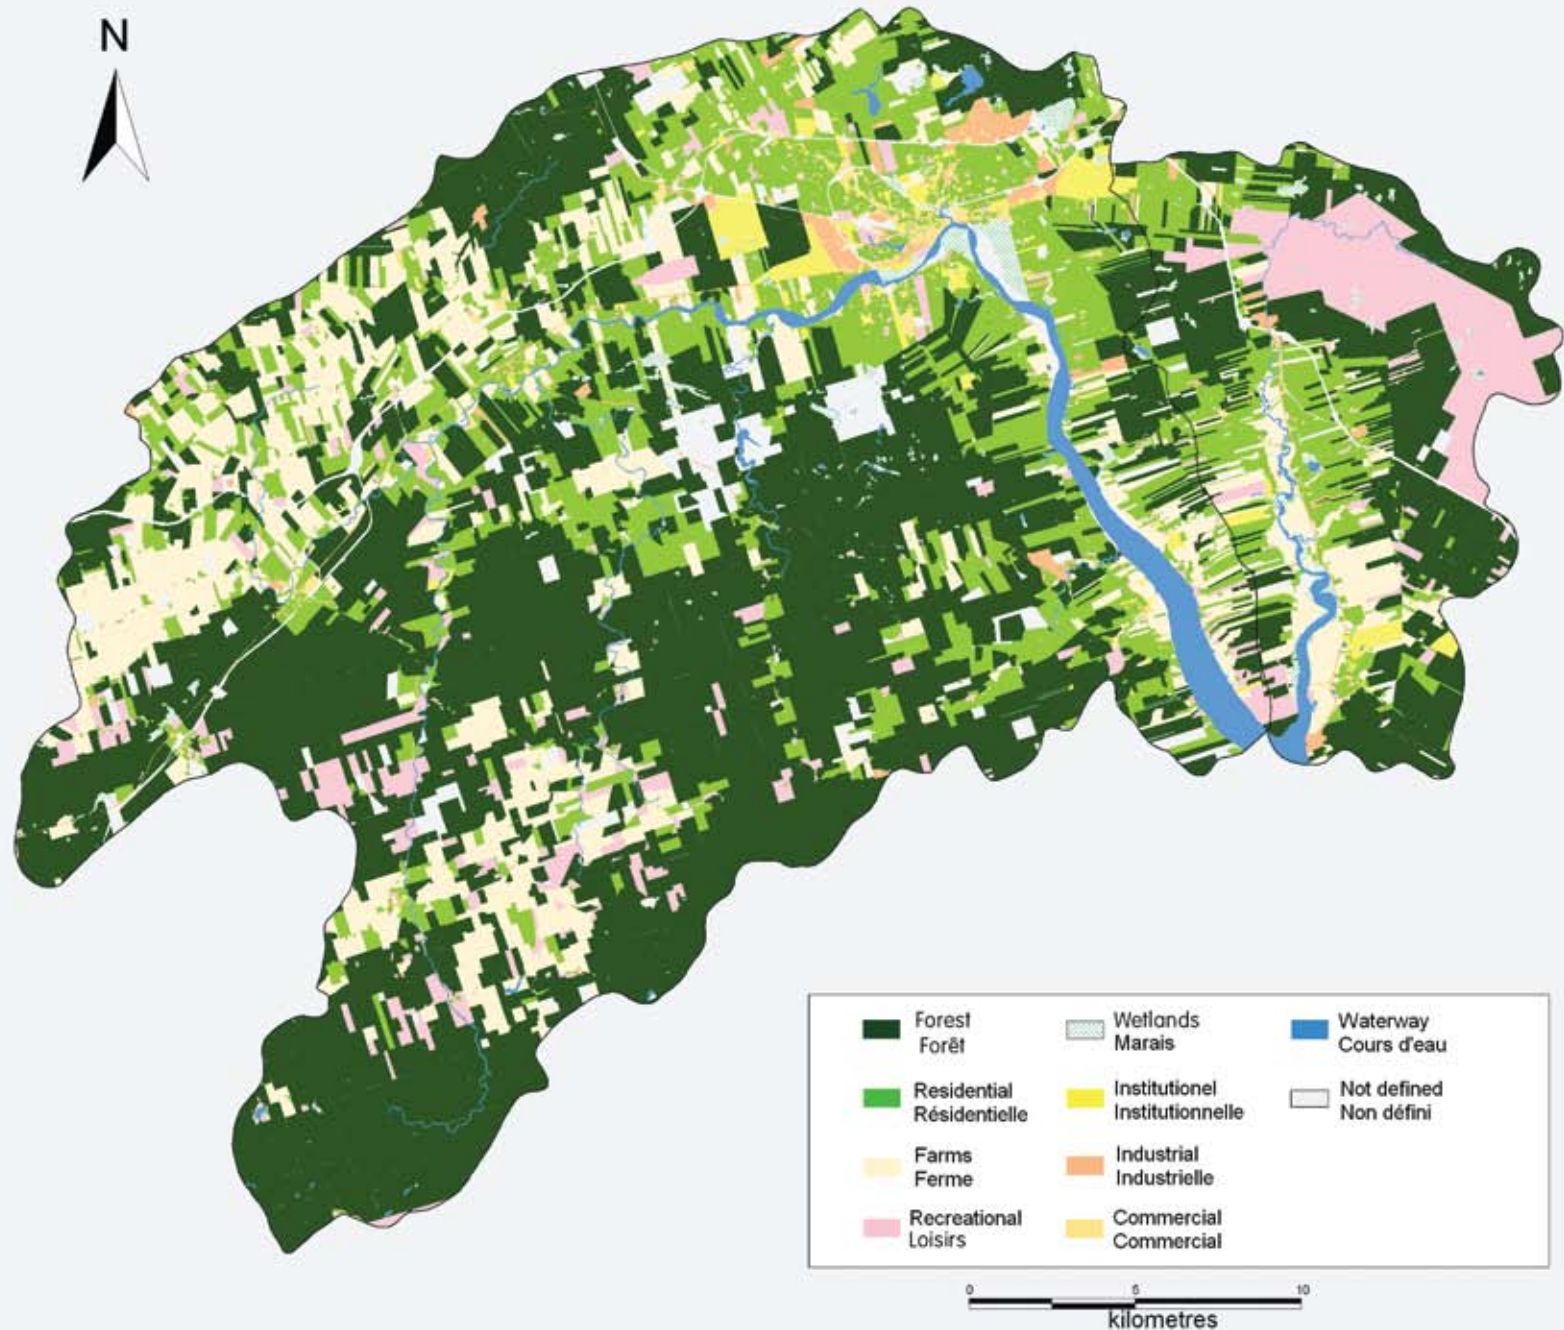 N
Forest
Forêt
Residential
Résidentielle
Farms
Ferme
Recreational
Loisirs
Wetlands
Marais
Institutionel
Institutionnelle
Industrial
Industrielle
Commercial
Commercial
Waterway
Cours d'eau
Not defined
Non défini
0 5 10
kilometres